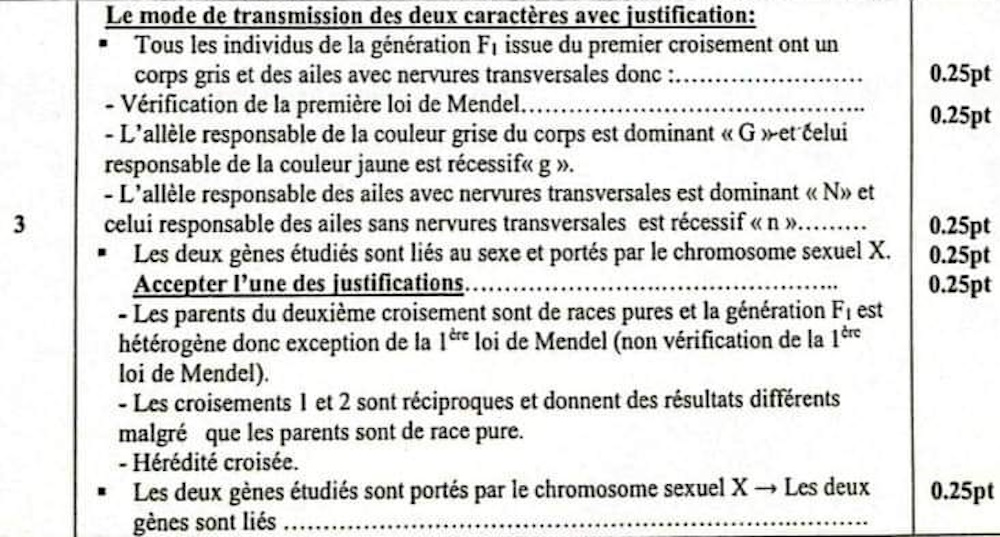 Le mode de transmission des deux caractères avec justification:
▪ Tous les individus de la génération F1 issue du premier croisement ont un
corps gris et des ailes avec nervures transversales donc :........................ 0.25pt
- Vérification de la première loi de Mendel............................................. 0.25pt
- L'allèle responsable de la couleur grise du corps est dominant « G » et celui
responsable de la couleur jaune est récessif« g ».
- L'allèle responsable des ailes avec nervures transversales est dominant « N» et
3 celui responsable des ailes sans nervures transversales est récessif « n »......... 0.25pt
▪ Les deux gènes étudiés sont liés au sexe et portés par le chromosome sexuel X. 0.25pt
Accepter l'une des justifications.................................................. 0.25pt
- Les parents du deuxième croisement sont de races pures et la génération F1 est
hétérogène donc exception de la 1ère loi de Mendel (non vérification de la 1ère
loi de Mendel).
- Les croisements 1 et 2 sont réciproques et donnent des résultats différents
malgré que les parents sont de race pure.
- Hérédité croisée.
▪ Les deux gènes étudiés sont portés par le chromosome sexuel X → Les deux 0.25pt
gènes sont liés ..............................................................................